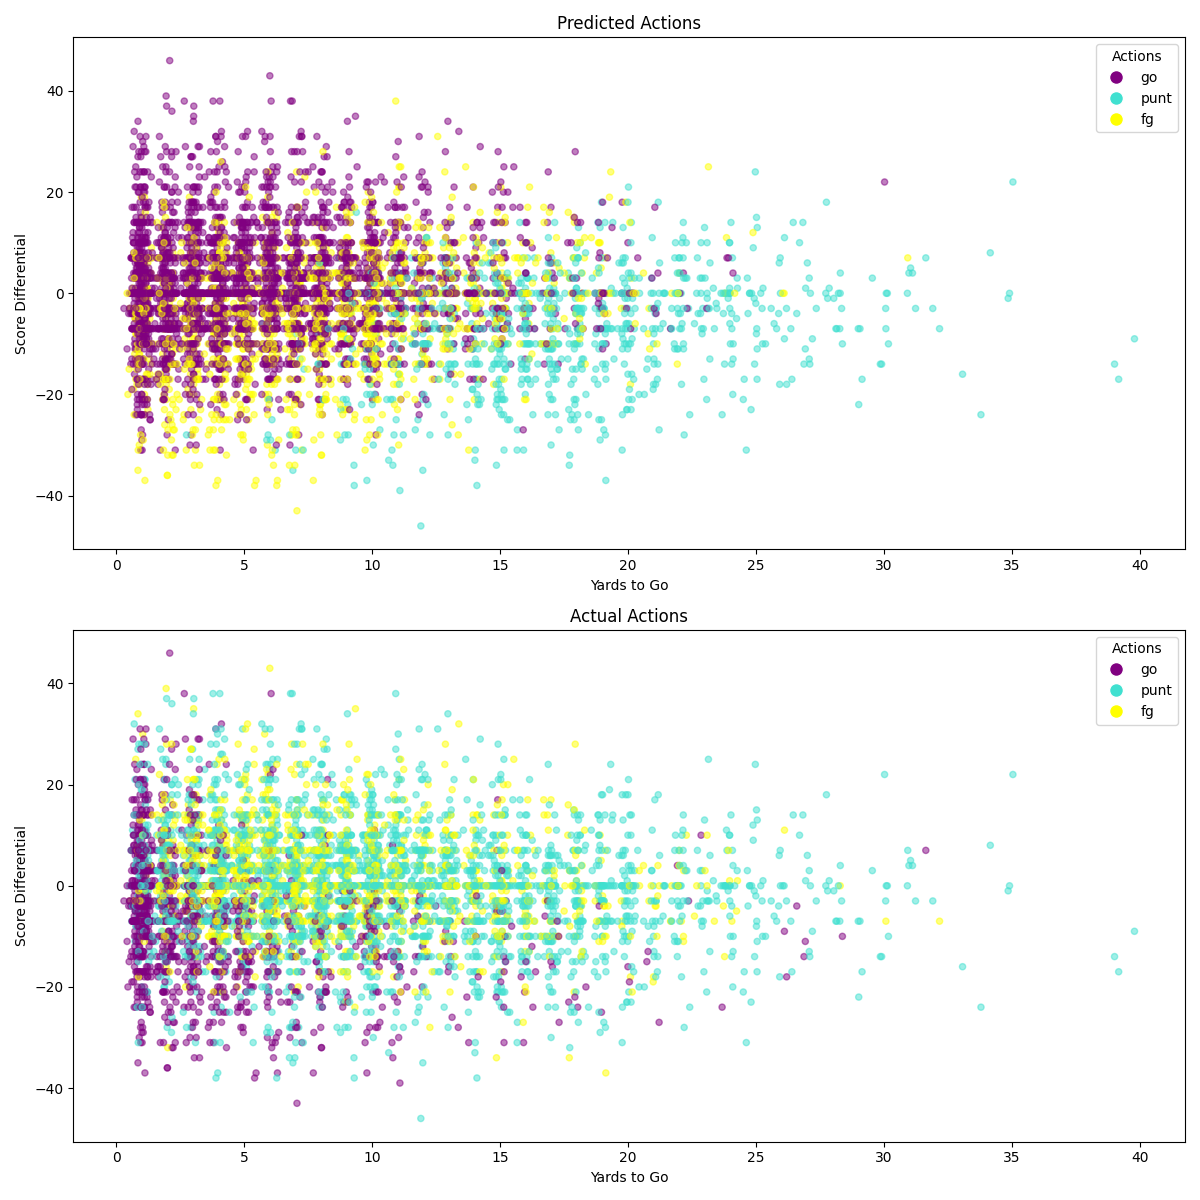 Predicted Actions
Actions
go
punt
fg
40
20
0
−20
−40
Score Differential
0 5 10 15 20 25 30 35 40
Yards to Go
Actual Actions
Actions
go
punt
fg
40
20
0
−20
−40
Score Differential
0 5 10 15 20 25 30 35 40
Yards to Go